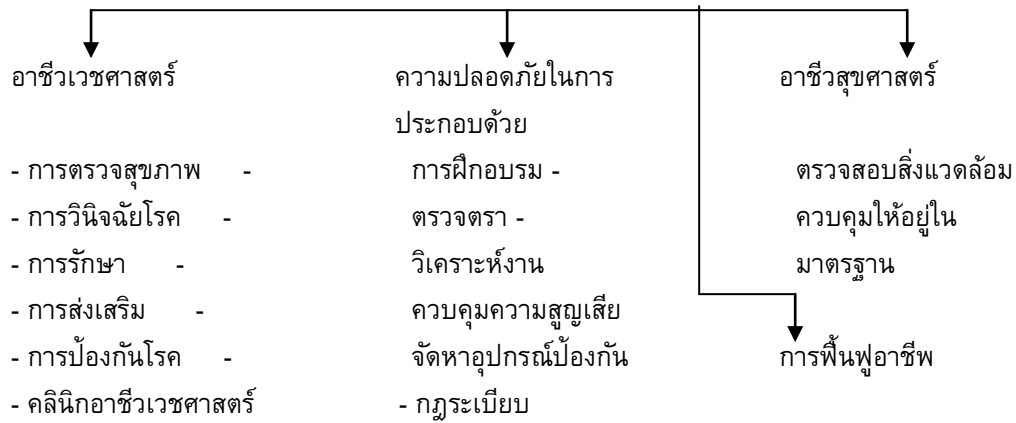 อาชีวเวชศาสตร์ ความปลอดภัยในการ อาชีวสุขศาสตร์
ประกอบด้วย
- การตรวจสุขภาพ - การฝึกอบรม - ตรวจสอบสิ่งแวดล้อม
- การวินิจฉัยโรค - ตรวจตรา - ควบคุมให้อยู่ใน
- การรักษา - วิเคราะห์งาน มาตรฐาน
- การส่งเสริม - ควบคุมความสูญเสีย
- การป้องกันโรค - จัดหาอุปกรณ์ป้องกัน การฟื้นฟูอาชีพ
- คลินิกอาชีวเวชศาสตร์ - กฎระเบียบ